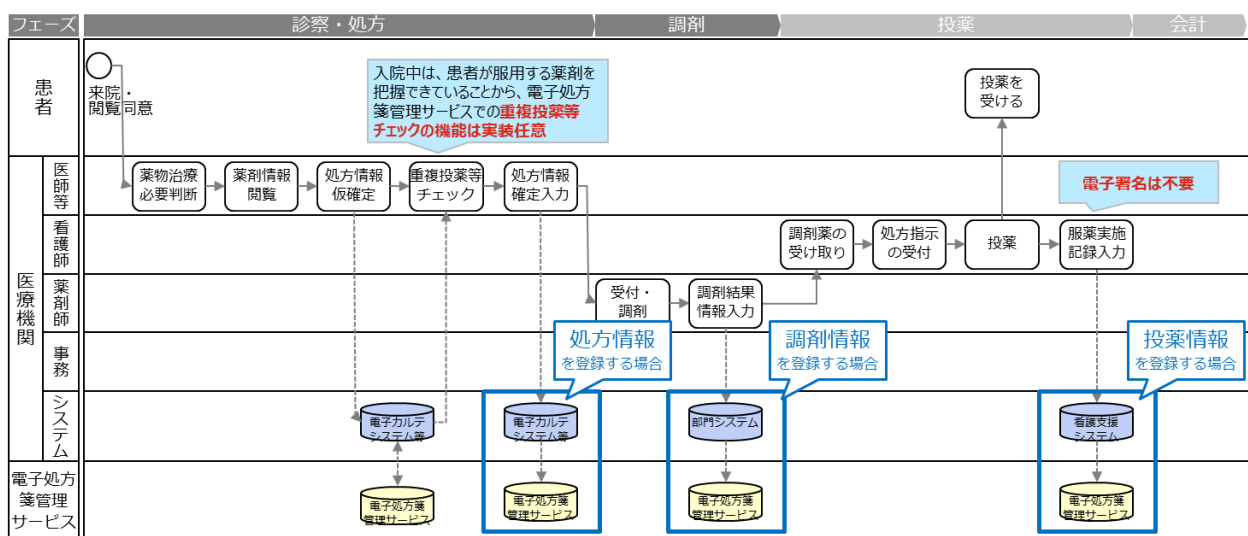 フェーズ
診察・処方
調剤
投薬
会計
患者
来院・
閲覧同意
入院中は、患者が服用する薬剤を
把握できていることから、電子処方
箋管理サービスでの重複投薬等
チェックの機能は実装任意
投薬を
受ける
医療機関
医師等
薬物治療
必要判断
薬剤情報
閲覧
処方情報
仮確定
重複投薬等
チェック
処方情報
確定入力
電子署名は不要
看護師
調剤薬の
受け取り
処方指示
の受付
投薬
服薬実施
記録入力
薬剤師
受付・
調剤
調剤結果
情報入力
事務
処方情報
を登録する場合
調剤情報
を登録する場合
投薬情報
を登録する場合
システム
電子カルテ
システム等
電子カルテ
システム等
部門システム
看護支援
システム
電子処方
箋管理
サービス
電子処方箋
管理サービス
電子処方箋
管理サービス
電子処方箋
管理サービス
電子処方箋
管理サービス